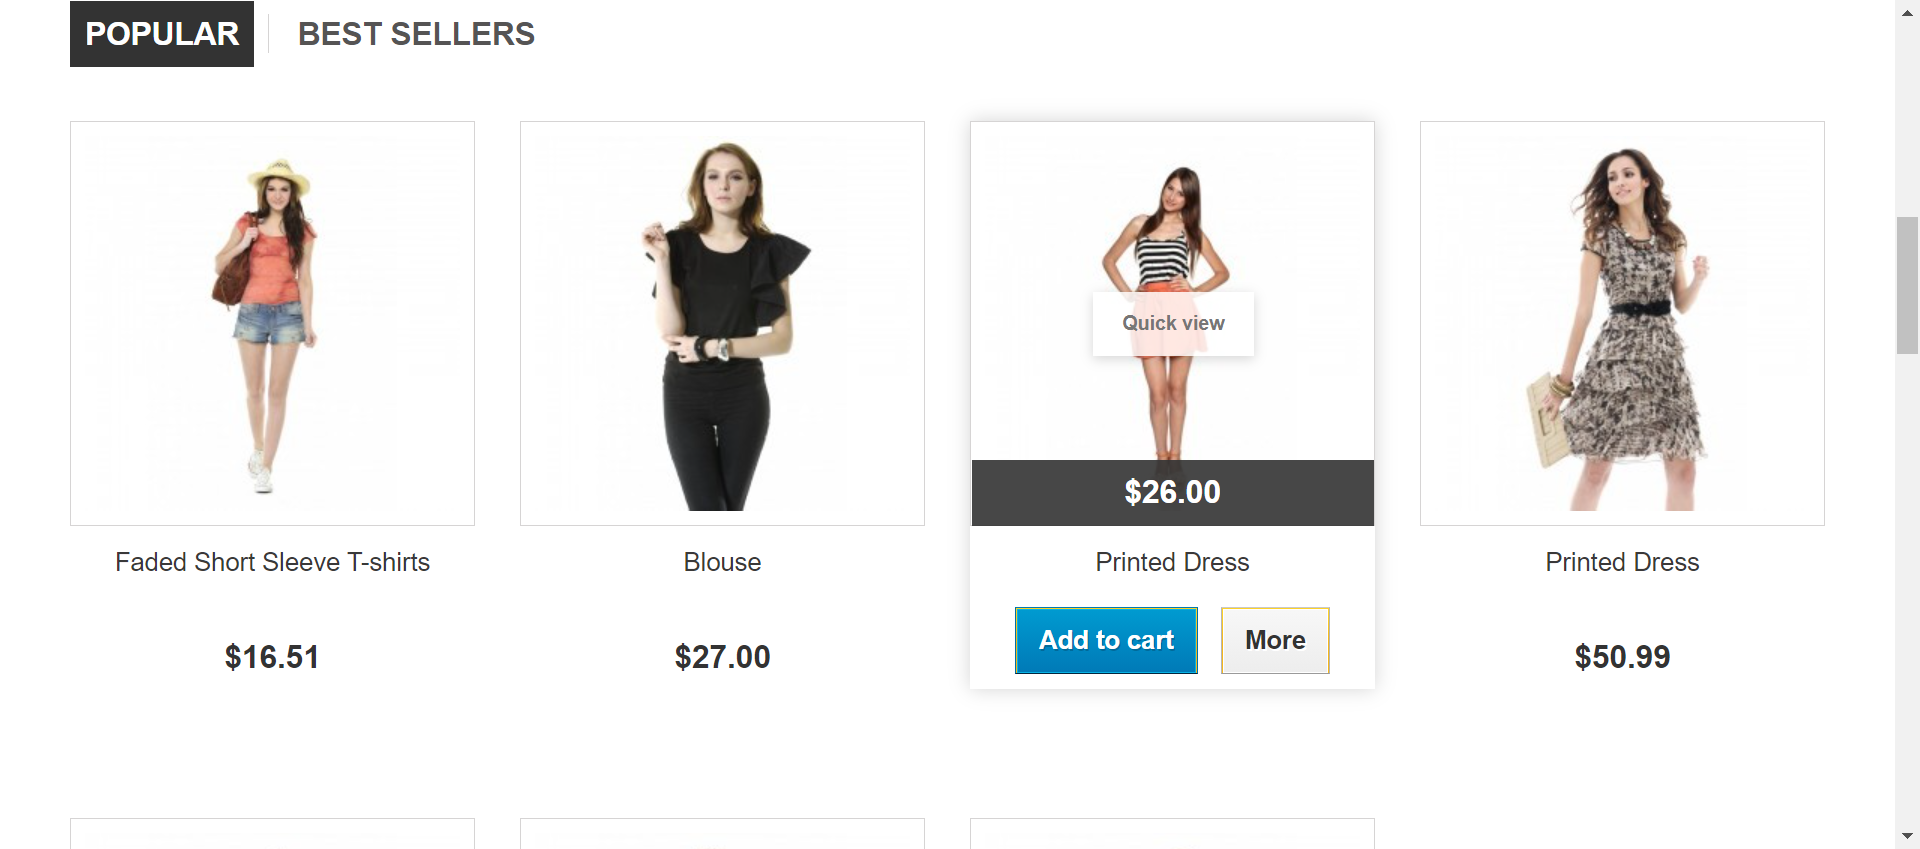 POPULAR
BEST SELLERS
Quick view
$26.00
Faded Short Sleeve T-shirts
Blouse
Printed Dress
Printed Dress
Add to cart
More
$16.51
$27.00
$50.99